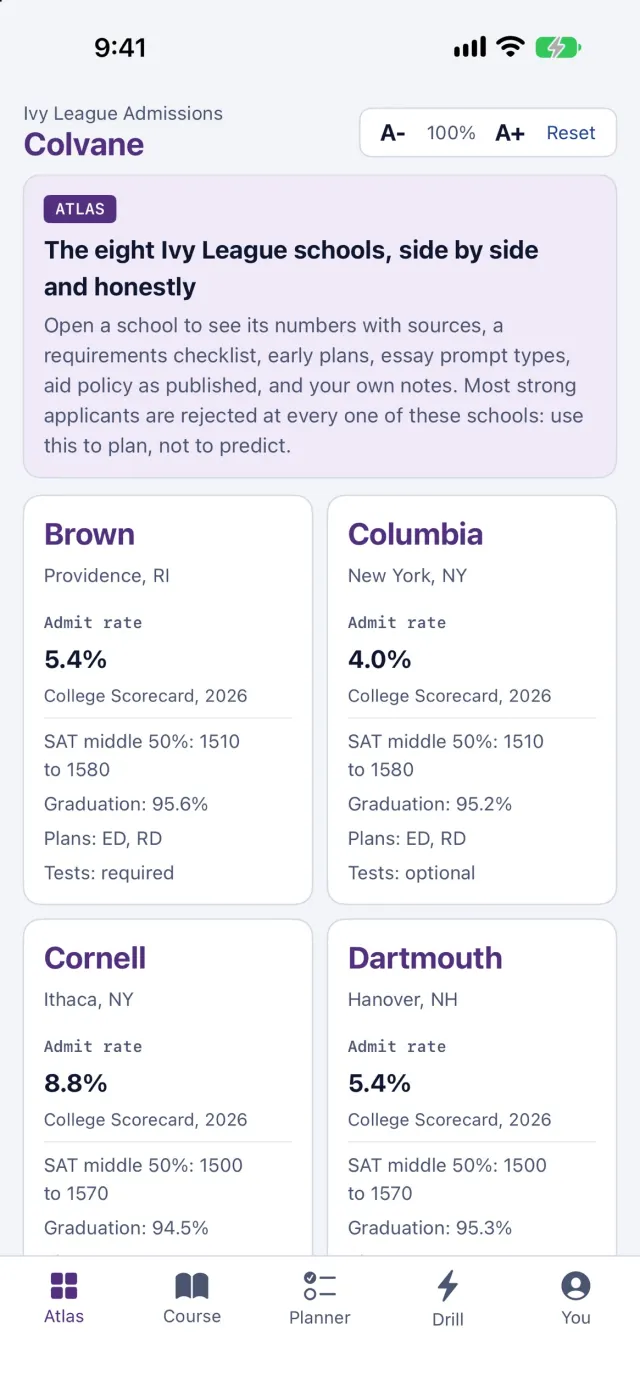 9:41
Ivy League Admissions
Colvane
A- 100% A+ Reset
ATLAS
The eight Ivy League schools, side by side
and honestly
Open a school to see its numbers with sources, a
requirements checklist, early plans, essay prompt types,
aid policy as published, and your own notes. Most strong
applicants are rejected at every one of these schools: use
this to plan, not to predict.
Brown
Providence, RI
Admit rate
5.4%
College Scorecard, 2026
SAT middle 50%: 1510
to 1580
Graduation: 95.6%
Plans: ED, RD
Tests: required
Columbia
New York, NY
Admit rate
4.0%
College Scorecard, 2026
SAT middle 50%: 1510
to 1580
Graduation: 95.2%
Plans: ED, RD
Tests: optional
Cornell
Ithaca, NY
Admit rate
8.8%
College Scorecard, 2026
SAT middle 50%: 1500
to 1570
Graduation: 94.5%
Dartmouth
Hanover, NH
Admit rate
5.4%
College Scorecard, 2026
SAT middle 50%: 1500
to 1570
Graduation: 95.3%
Atlas
Course
Planner
Drill
You